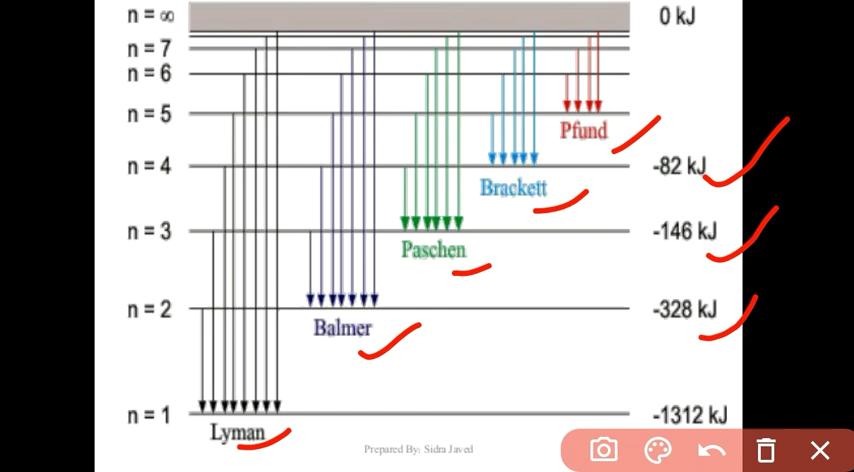 n = ∞
0 kJ
n = 7
n = 6
n = 5
Pfund
n = 4
-82 kJ
Brackett
n = 3
-146 kJ
Paschen
n = 2
-328 kJ
Balmer
n = 1
-1312 kJ
Lyman
Prepared By: Sidra Javed